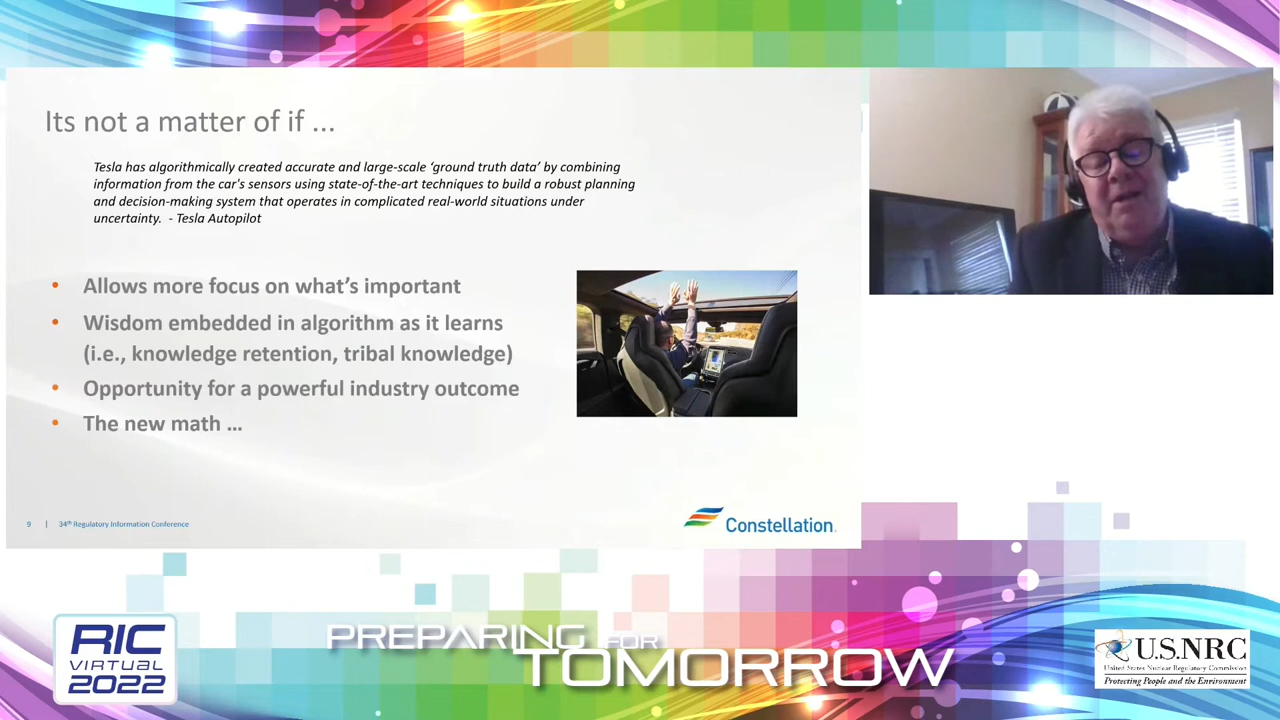 Its not a matter of if ...
Tesla has algorithmically created accurate and large-scale ‘ground truth data’ by combining
information from the car's sensors using state-of-the-art techniques to build a robust planning
and decision-making system that operates in complicated real-world situations under
uncertainty. - Tesla Autopilot
• Allows more focus on what’s important
• Wisdom embedded in algorithm as it learns
(i.e., knowledge retention, tribal knowledge)
• Opportunity for a powerful industry outcome
• The new math …
9 | 34th Regulatory Information Conference
Constellation.
RIC
VIRTUAL
2022
PREPARING FOR
TOMORROW
U.S.NRC
United States Nuclear Regulatory Commission
Protecting People and the Environment